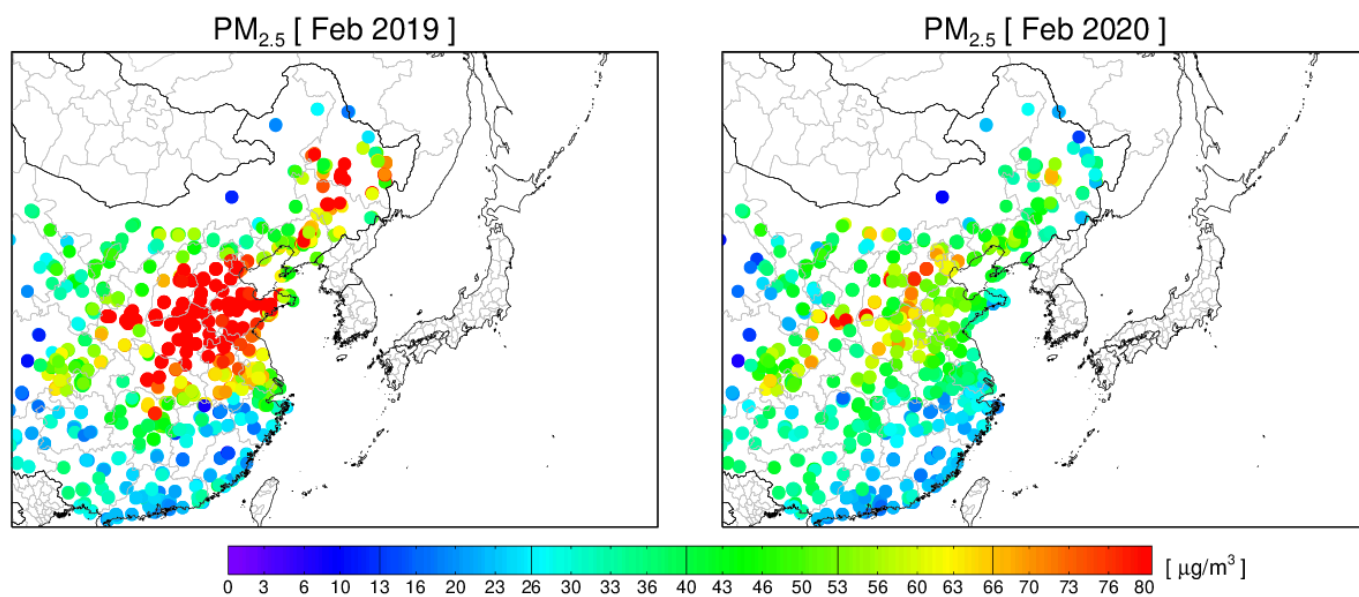 PM2.5 [ Feb 2019 ]
PM2.5 [ Feb 2020 ]
0 3 6 10 13 16 20 23 26 30 33 36 40 43 46 50 53 56 60 63 66 70 73 76 80 [ μg/m³ ]